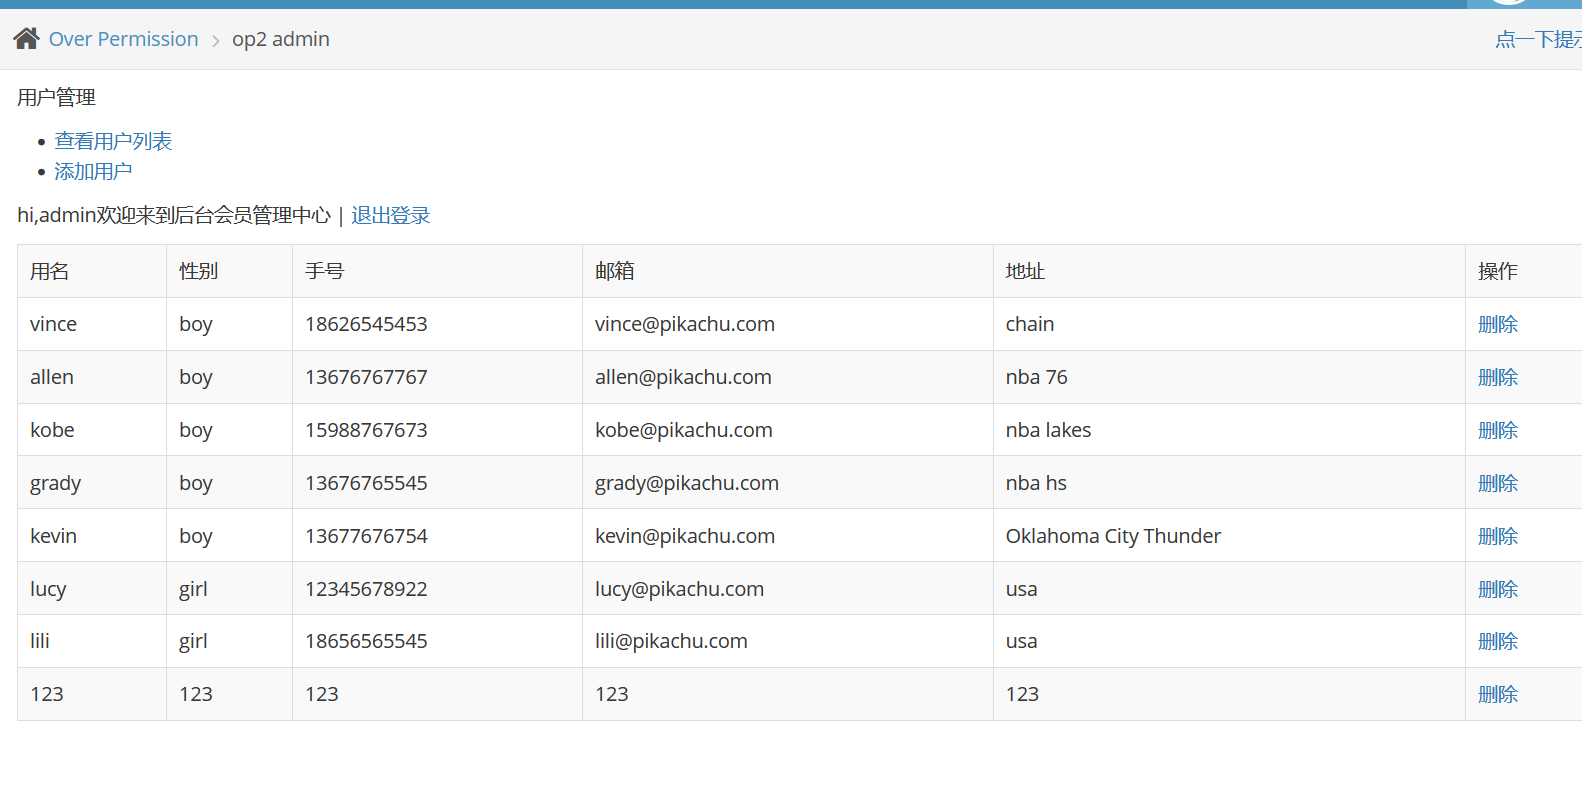 Over Permission > op2 admin 点一下提示
用户管理
查看用户列表
添加用户
hi,admin欢迎来到后台会员管理中心 | 退出登录
用名 性别 手号 邮箱 地址 操作
vince boy 18626545453 vince@pikachu.com chain 删除
allen boy 13676767767 allen@pikachu.com nba 76 删除
kobe boy 15988767673 kobe@pikachu.com nba lakes 删除
grady boy 13676765545 grady@pikachu.com nba hs 删除
kevin boy 13677676754 kevin@pikachu.com Oklahoma City Thunder 删除
lucy girl 12345678922 lucy@pikachu.com usa 删除
lili girl 18656565545 lili@pikachu.com usa 删除
123 123 123 123 123 删除